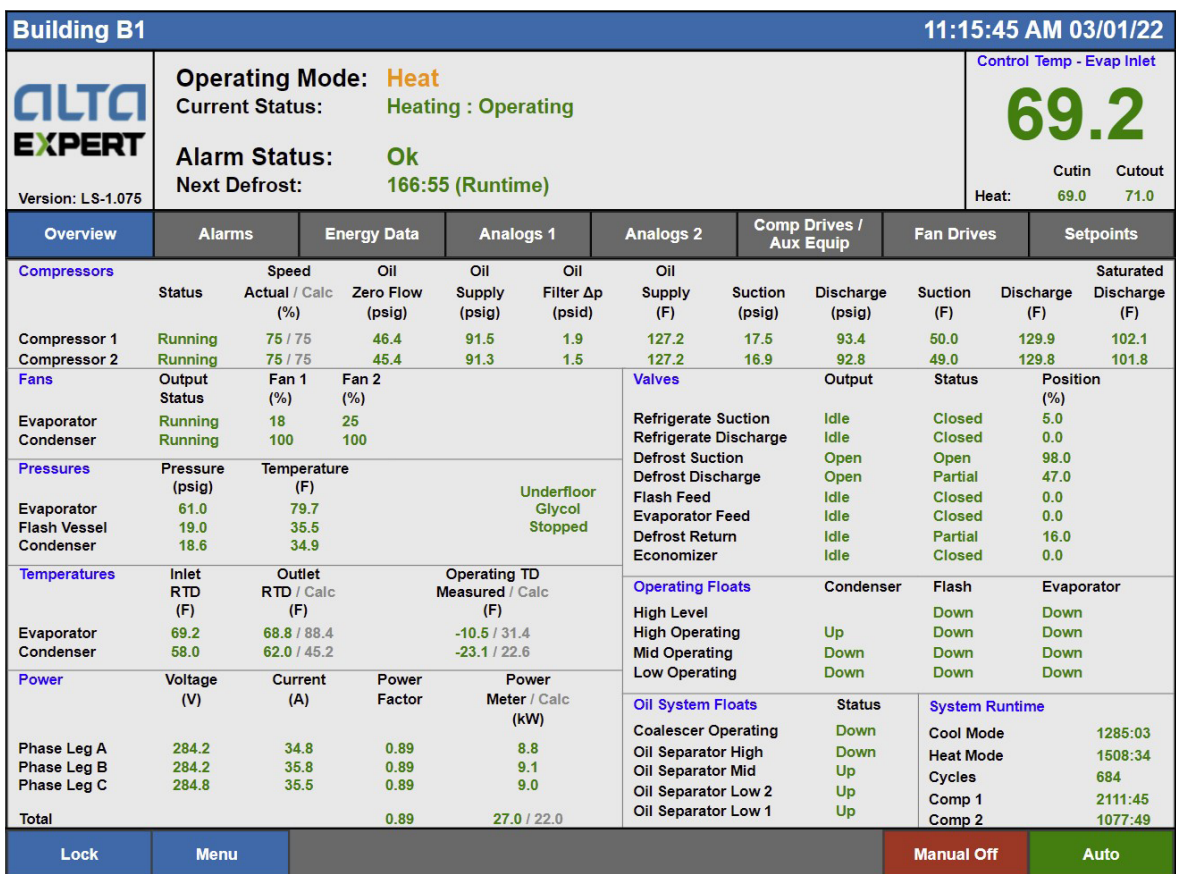 Building B1 11:15:45 AM 03/01/22
ALTA
EXPERT
Version: LS-1.075
Operating Mode: Heat
Current Status: Heating : Operating
Alarm Status: Ok
Next Defrost: 166:55 (Runtime)
Control Temp - Evap Inlet
69.2
Cutin Cutout
Heat: 69.0 71.0
Overview Alarms Energy Data Analogs 1 Analogs 2 Comp Drives / Aux Equip Fan Drives Setpoints
Compressors Speed Oil Oil Oil Oil Saturated
Status Actual / Calc Zero Flow Supply Filter Δp Supply Suction Discharge Suction Discharge Discharge
(%) (psig) (psig) (psid) (F) (psig) (psig) (F) (F) (F)
Compressor 1 Running 75 / 75 46.4 91.5 1.9 127.2 17.5 93.4 50.0 129.9 102.1
Compressor 2 Running 75 / 75 45.4 91.3 1.5 127.2 16.9 92.8 49.0 129.8 101.8
Fans Output Fan 1 Fan 2
Status (%) (%)
Evaporator Running 18 25
Condenser Running 100 100
Pressures Pressure Temperature
(psig) (F)
Evaporator 61.0 79.7
Flash Vessel 19.0 35.5
Condenser 18.6 34.9
Underfloor
Glycol
Stopped
Temperatures Inlet Outlet Operating TD
RTD RTD / Calc Measured / Calc
(F) (F) (F)
Evaporator 69.2 68.8 / 88.4 -10.5 / 31.4
Condenser 58.0 62.0 / 45.2 -23.1 / 22.6
Power Voltage Current Power Power
(V) (A) Factor Meter / Calc
(kW)
Phase Leg A 284.2 34.8 0.89 8.8
Phase Leg B 284.2 35.8 0.89 9.1
Phase Leg C 284.8 35.5 0.89 9.0
Total 0.89 27.0 / 22.0
Valves Output Status Position
(%)
Refrigerate Suction Idle Closed 5.0
Refrigerate Discharge Idle Closed 0.0
Defrost Suction Open Open 98.0
Defrost Discharge Open Partial 47.0
Flash Feed Idle Closed 0.0
Evaporator Feed Idle Closed 0.0
Defrost Return Idle Partial 16.0
Economizer Idle Closed 0.0
Operating Floats Condenser Flash Evaporator
High Level Down Down
High Operating Up Down Down
Mid Operating Down Down Down
Low Operating Down Down Down
Oil System Floats Status
Coalescer Operating Down
Oil Separator High Down
Oil Separator Mid Up
Oil Separator Low 2 Up
Oil Separator Low 1 Up
System Runtime
Cool Mode 1285:03
Heat Mode 1508:34
Cycles 684
Comp 1 2111:45
Comp 2 1077:49
Lock Menu Manual Off Auto